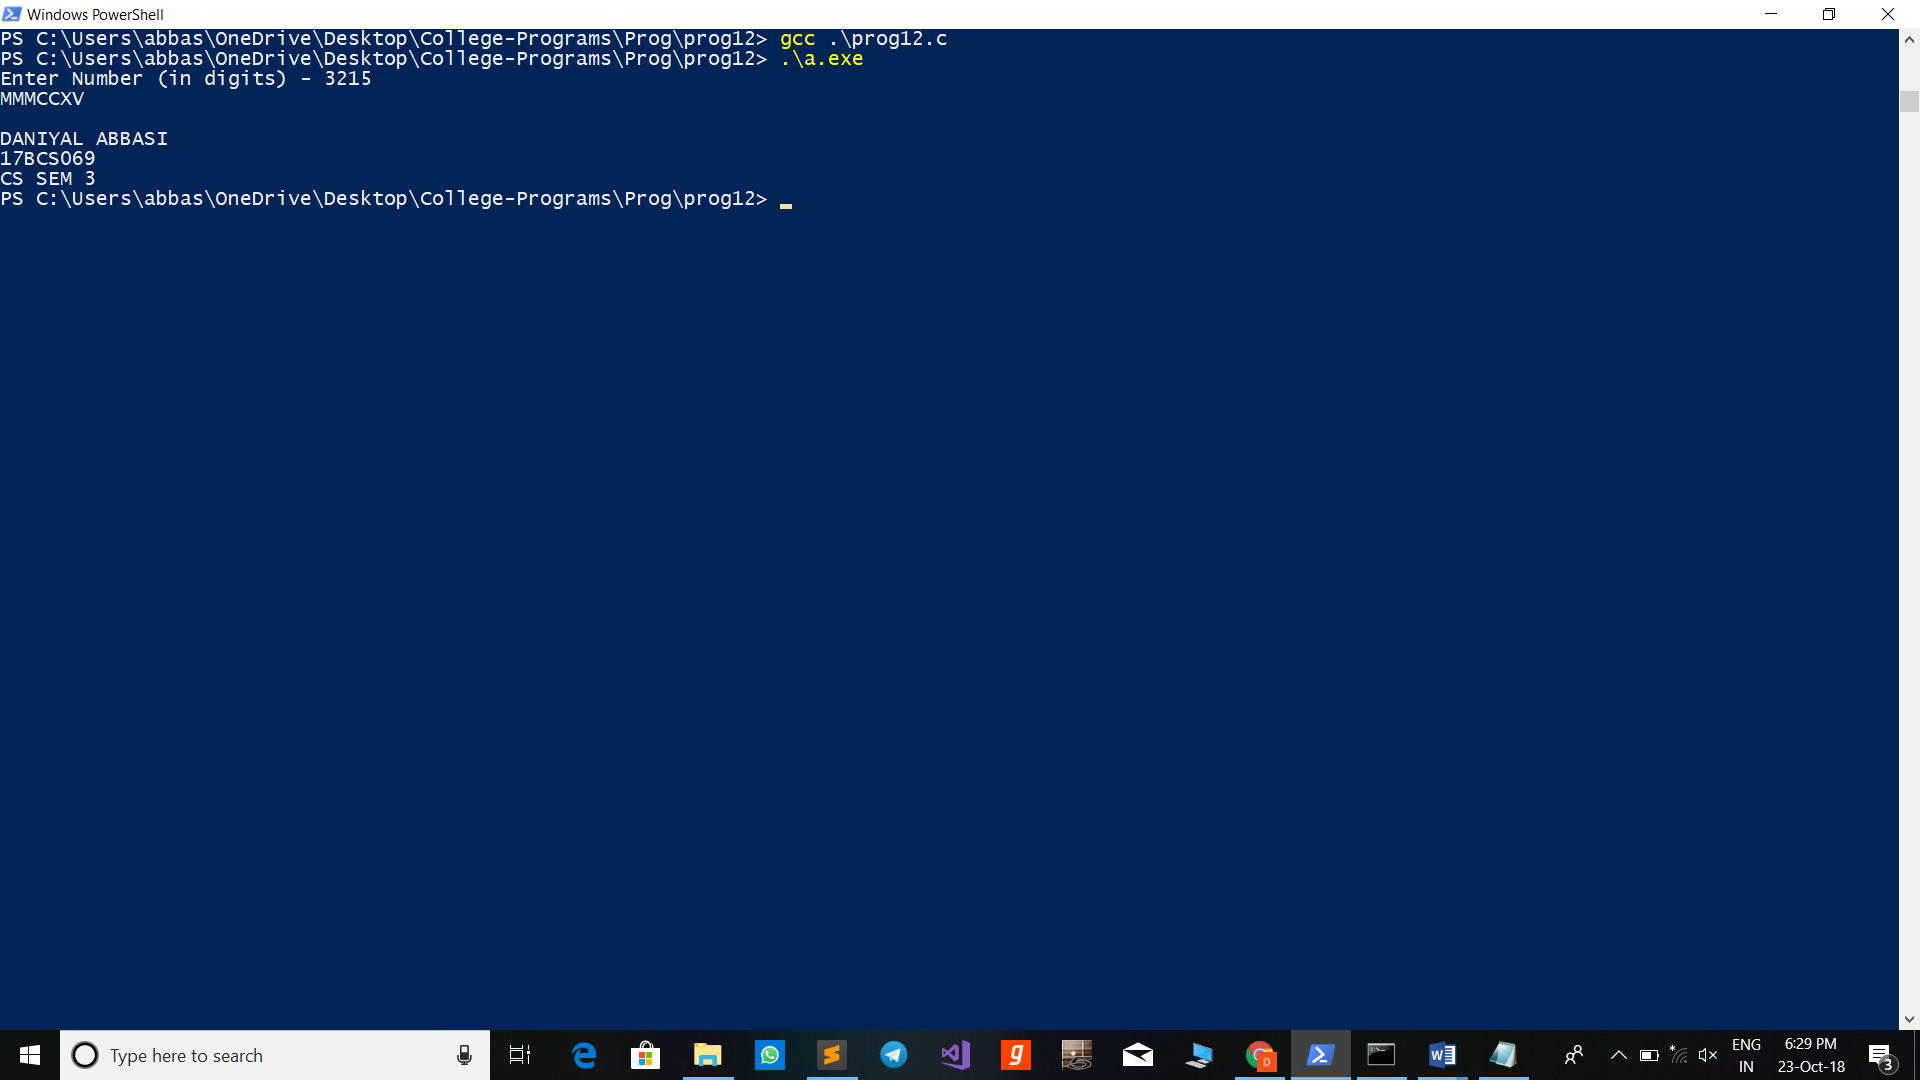 Windows PowerShell
PS C:\Users\abbas\OneDrive\Desktop\College-Programs\Prog\prog12> gcc .\prog12.c
PS C:\Users\abbas\OneDrive\Desktop\College-Programs\Prog\prog12> .\a.exe
Enter Number (in digits) - 3215
MMMCCXV

DANIYAL ABBASI
17BCS069
CS SEM 3
PS C:\Users\abbas\OneDrive\Desktop\College-Programs\Prog\prog12>
Type here to search
ENG
IN
6:29 PM
23-Oct-18
3